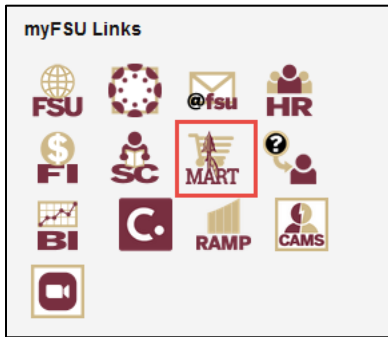 myFSU Links
FSU
@fsu
HR
$
FI
SC
MART
?
BI
C.
RAMP
CAMS